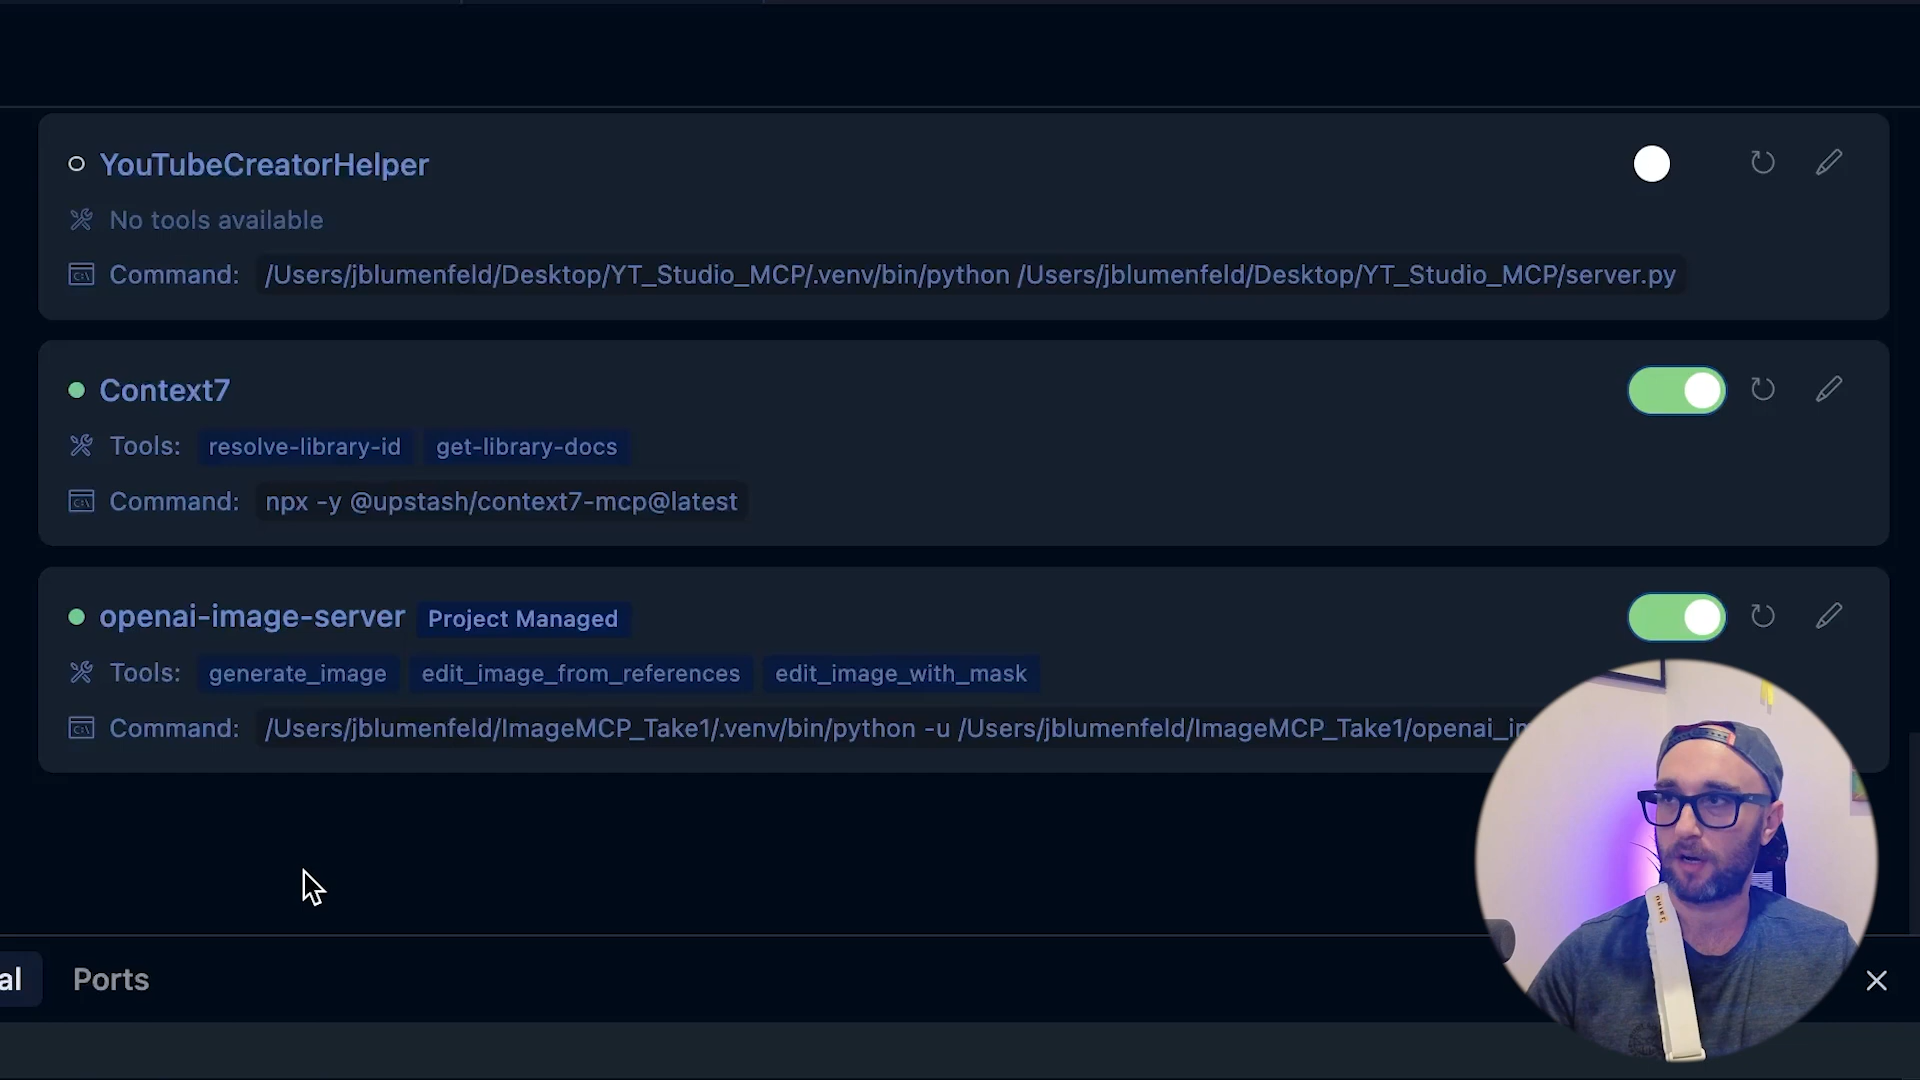 YouTubeCreatorHelper
No tools available
Command: /Users/jblumenfeld/Desktop/YT_Studio_MCP/.venv/bin/python /Users/jblumenfeld/Desktop/YT_Studio_MCP/server.py
Context7
Tools: resolve-library-id get-library-docs
Command: npx -y @upstash/context7-mcp@latest
openai-image-server Project Managed
Tools: generate_image edit_image_from_references edit_image_with_mask
Command: /Users/jblumenfeld/ImageMCP_Take1/.venv/bin/python -u /Users/jblumenfeld/ImageMCP_Take1/openai_im
al Ports